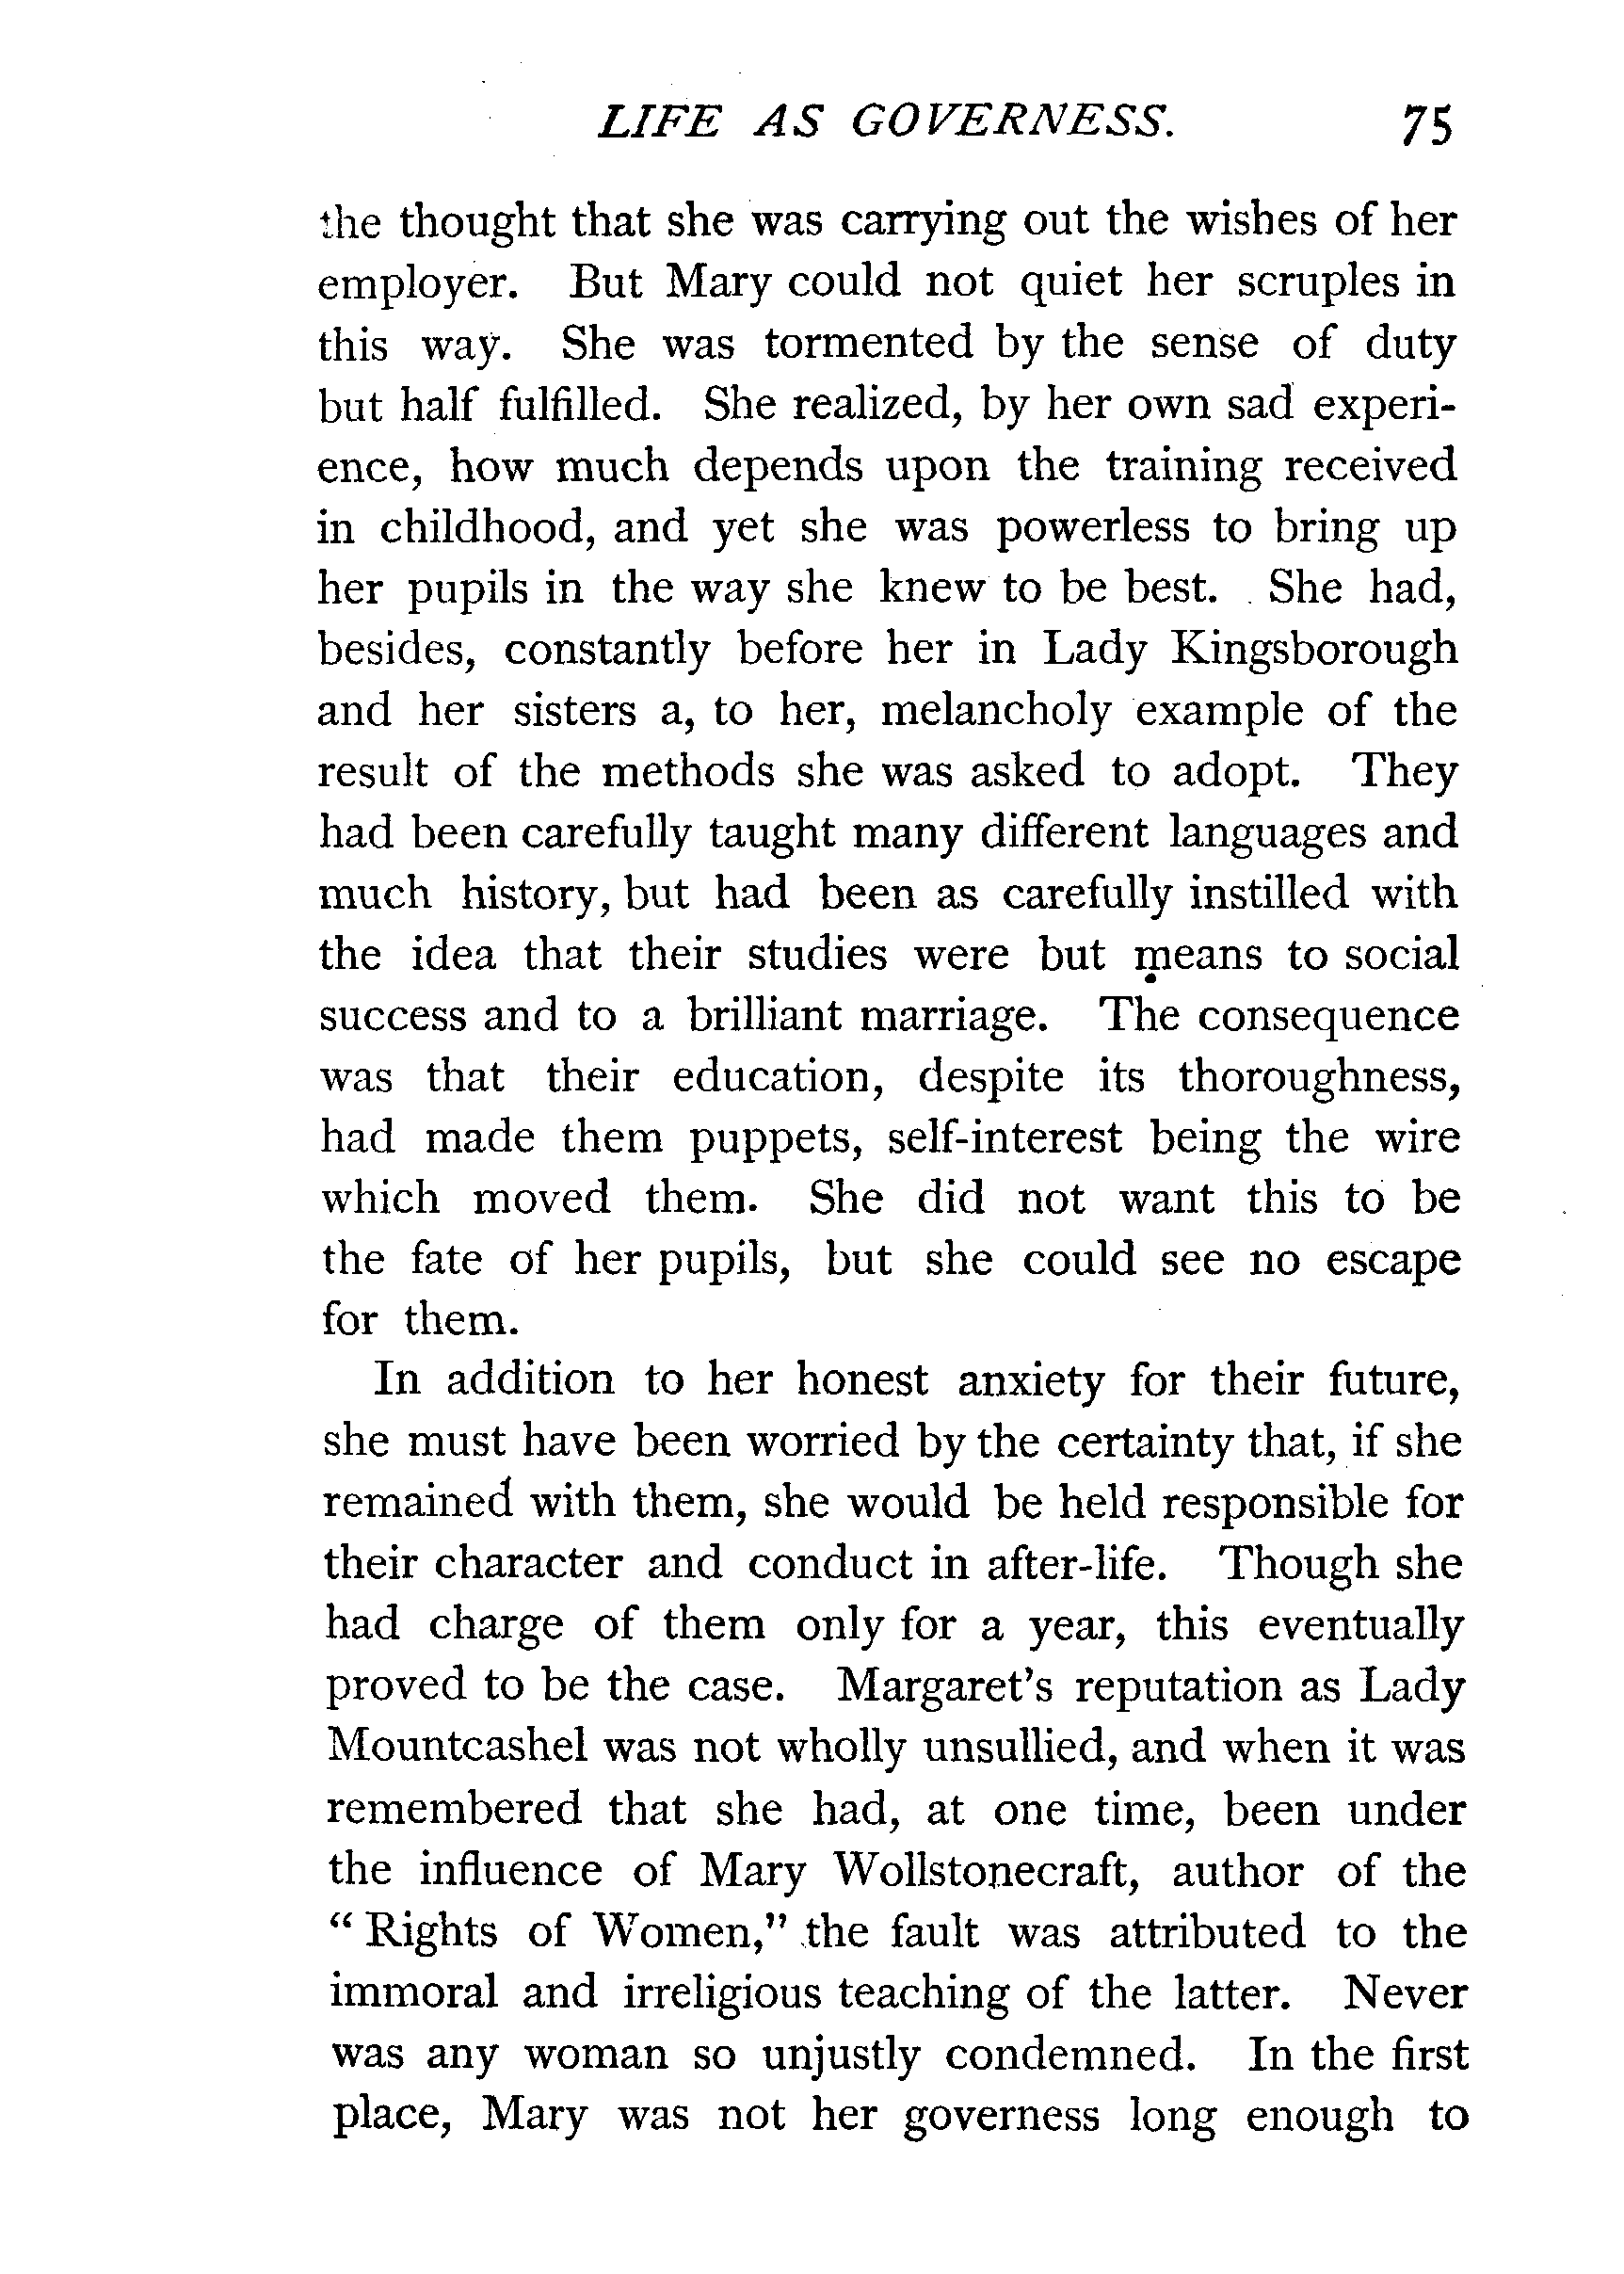 LIFE AS GOVERNESS. 75
the thought that she was carrying out the wishes of her
employer. But Mary could not quiet her scruples in
this way. She was tormented by the sense of duty
but half fulfilled. She realized, by her own sad experi-
ence, how much depends upon the training received
in childhood, and yet she was powerless to bring up
her pupils in the way she knew to be best. She had,
besides, constantly before her in Lady Kingsborough
and her sisters a, to her, melancholy example of the
result of the methods she was asked to adopt. They
had been carefully taught many different languages and
much history, but had been as carefully instilled with
the idea that their studies were but means to social
success and to a brilliant marriage. The consequence
was that their education, despite its thoroughness,
had made them puppets, self-interest being the wire
which moved them. She did not want this to be
the fate of her pupils, but she could see no escape
for them.
In addition to her honest anxiety for their future,
she must have been worried by the certainty that, if she
remained with them, she would be held responsible for
their character and conduct in after-life. Though she
had charge of them only for a year, this eventually
proved to be the case. Margaret's reputation as Lady
Mountcashel was not wholly unsullied, and when it was
remembered that she had, at one time, been under
the influence of Mary Wollstonecraft, author of the
“Rights of Women,” the fault was attributed to the
immoral and irreligious teaching of the latter. Never
was any woman so unjustly condemned. In the first
place, Mary was not her governess long enough to